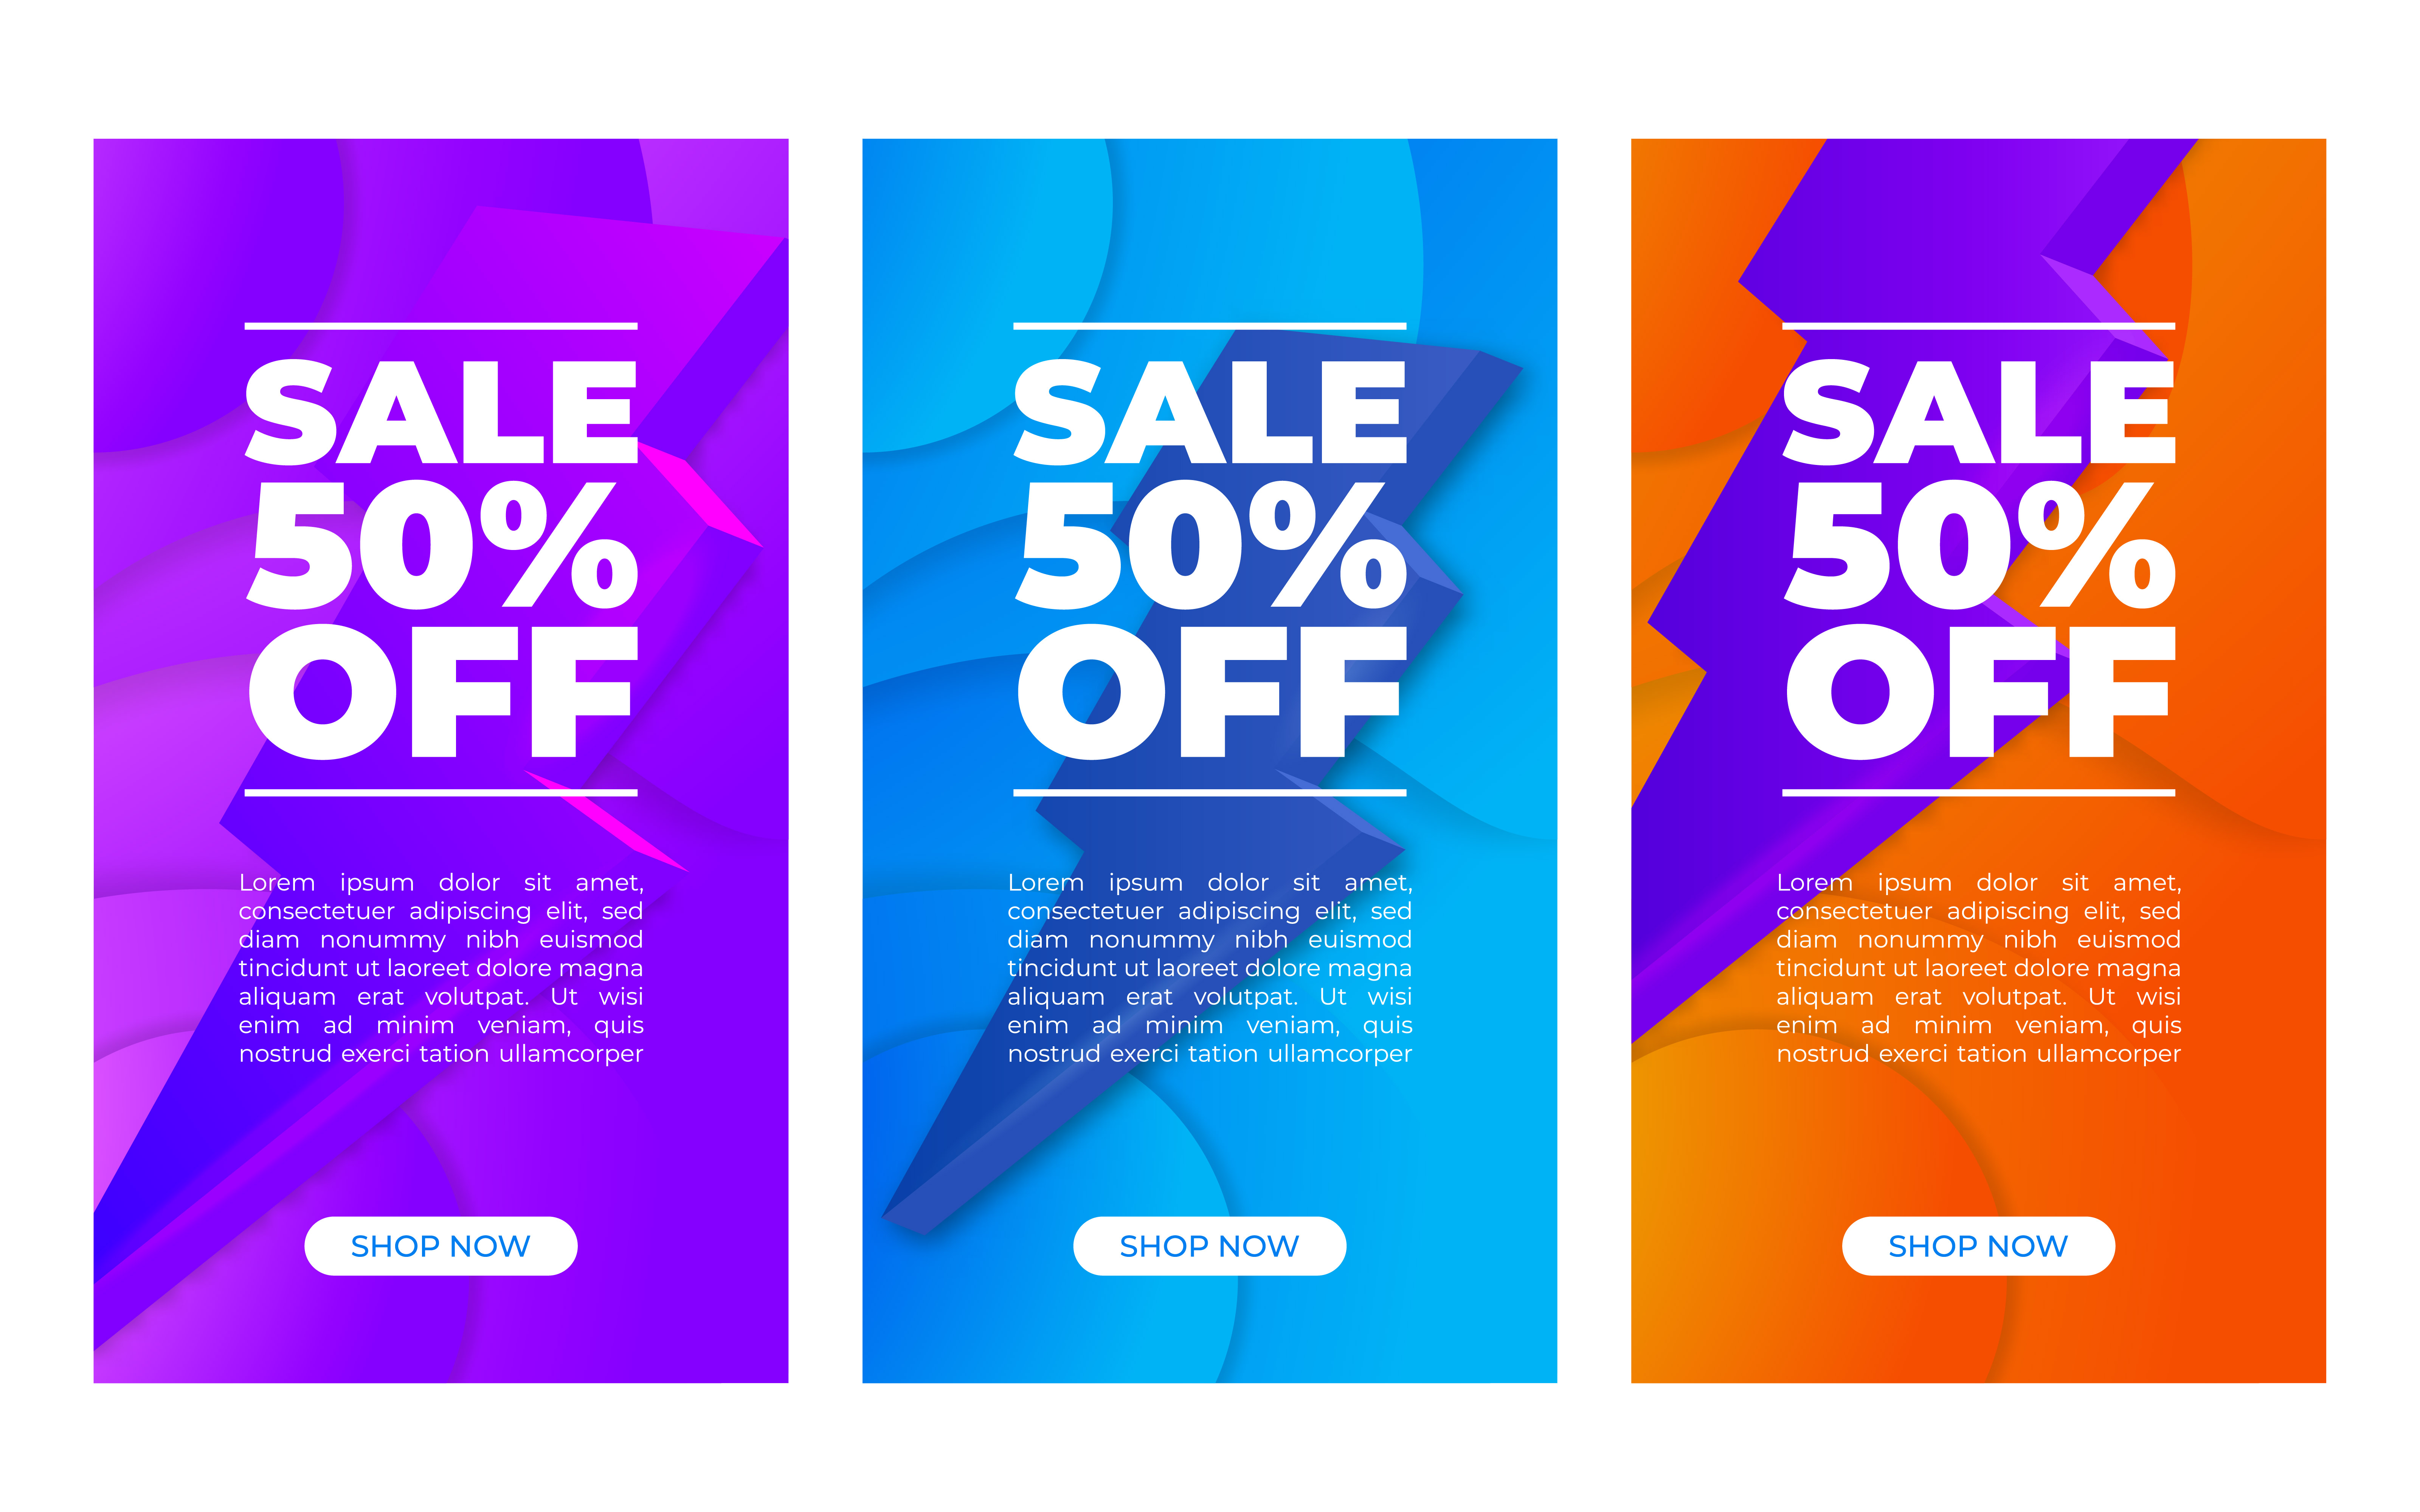 SALE
50%
OFF
Lorem ipsum dolor sit amet,
consectetuer adipiscing elit, sed
diam nonummy nibh euismod
tincidunt ut laoreet dolore magna
aliquam erat volutpat. Ut wisi
enim ad minim veniam, quis
nostrud exerci tation ullamcorper
SHOP NOW
SALE
50%
OFF
Lorem ipsum dolor sit amet,
consectetuer adipiscing elit, sed
diam nonummy nibh euismod
tincidunt ut laoreet dolore magna
aliquam erat volutpat. Ut wisi
enim ad minim veniam, quis
nostrud exerci tation ullamcorper
SHOP NOW
SALE
50%
OFF
Lorem ipsum dolor sit amet,
consectetuer adipiscing elit, sed
diam nonummy nibh euismod
tincidunt ut laoreet dolore magna
aliquam erat volutpat. Ut wisi
enim ad minim veniam, quis
nostrud exerci tation ullamcorper
SHOP NOW